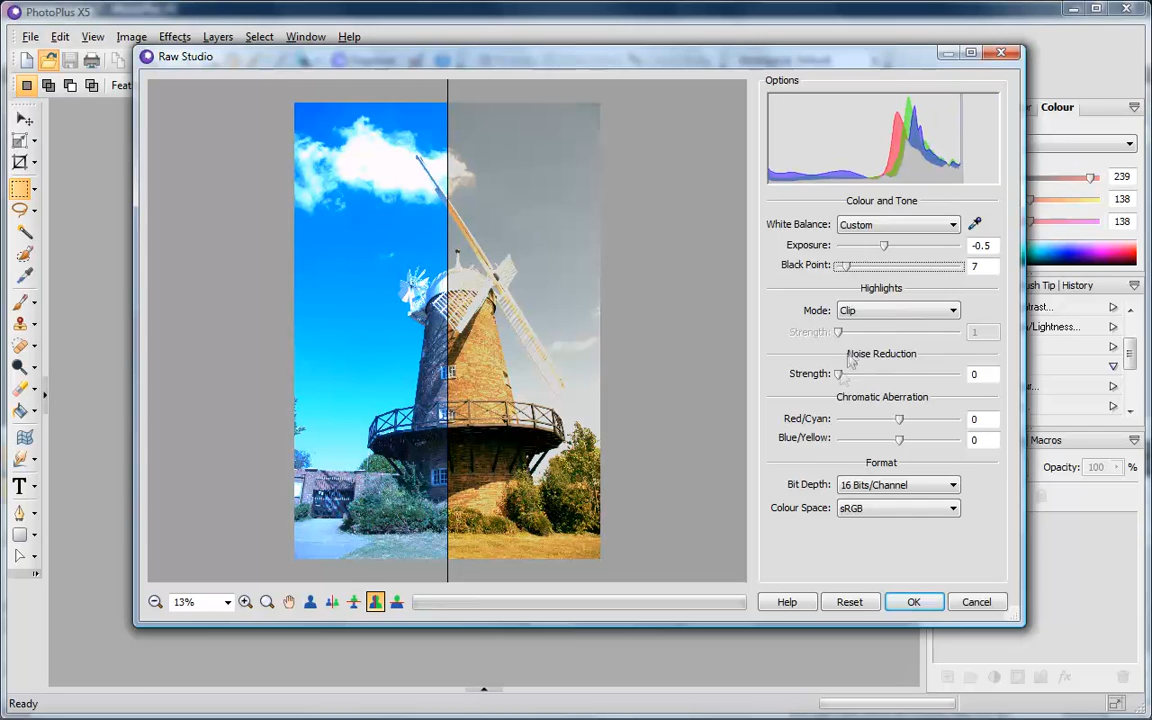 PhotoPlus X5
File Edit View Image Effects Layers Select Window Help
Raw Studio
Feat
Options
Colour
239
138
138
Colour and Tone
White Balance: Custom
Exposure: -0.5
Black Point: 7
Highlights
Mode: Clip
Strength: 1
Noise Reduction
Strength: 0
Chromatic Aberration
Red/Cyan: 0
Blue/Yellow: 0
Format
Bit Depth: 16 Bits/Channel
Colour Space: sRGB
ush Tip | History
trast...
/Lightness...
Macros
Opacity: 100 %
13%
Help Reset OK Cancel
Ready